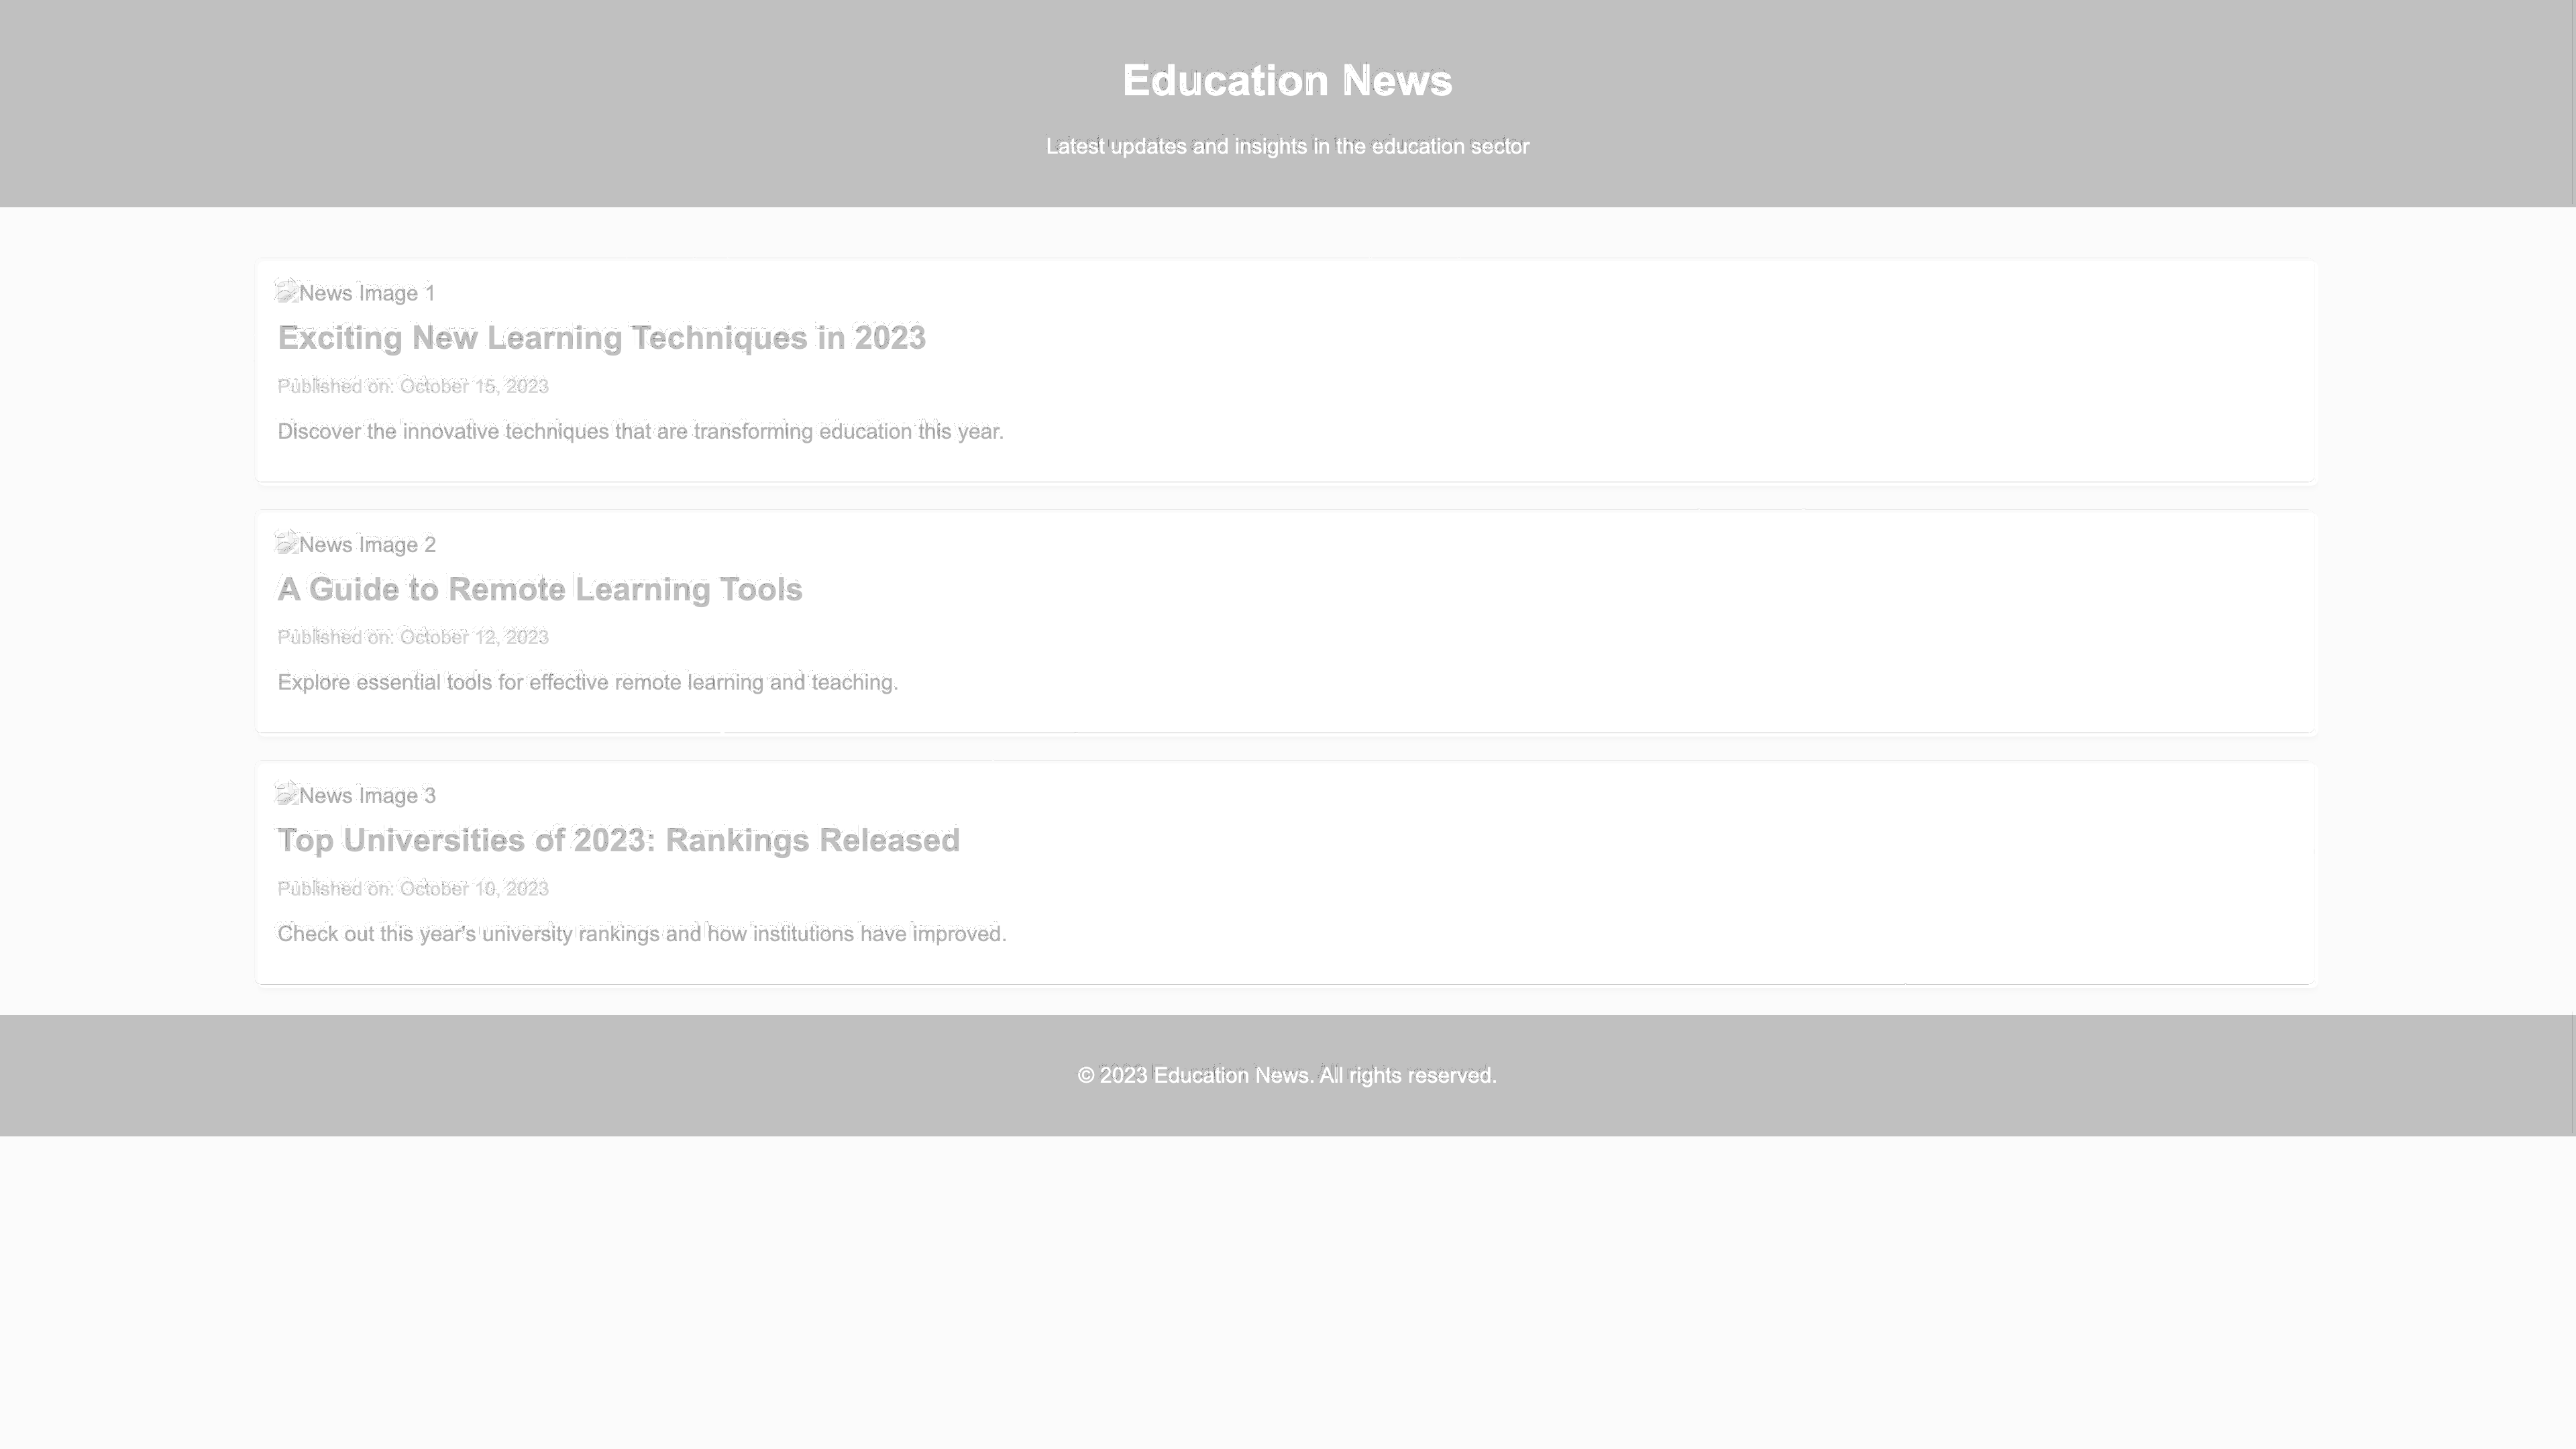 Education News
Latest updates and insights in the education sector
News Image 1
Exciting New Learning Techniques in 2023
Published on: October 15, 2023
Discover the innovative techniques that are transforming education this year.
News Image 2
A Guide to Remote Learning Tools
Published on: October 12, 2023
Explore essential tools for effective remote learning and teaching.
News Image 3
Top Universities of 2023: Rankings Released
Published on: October 10, 2023
Check out this year's university rankings and how institutions have improved.
© 2023 Education News. All rights reserved.